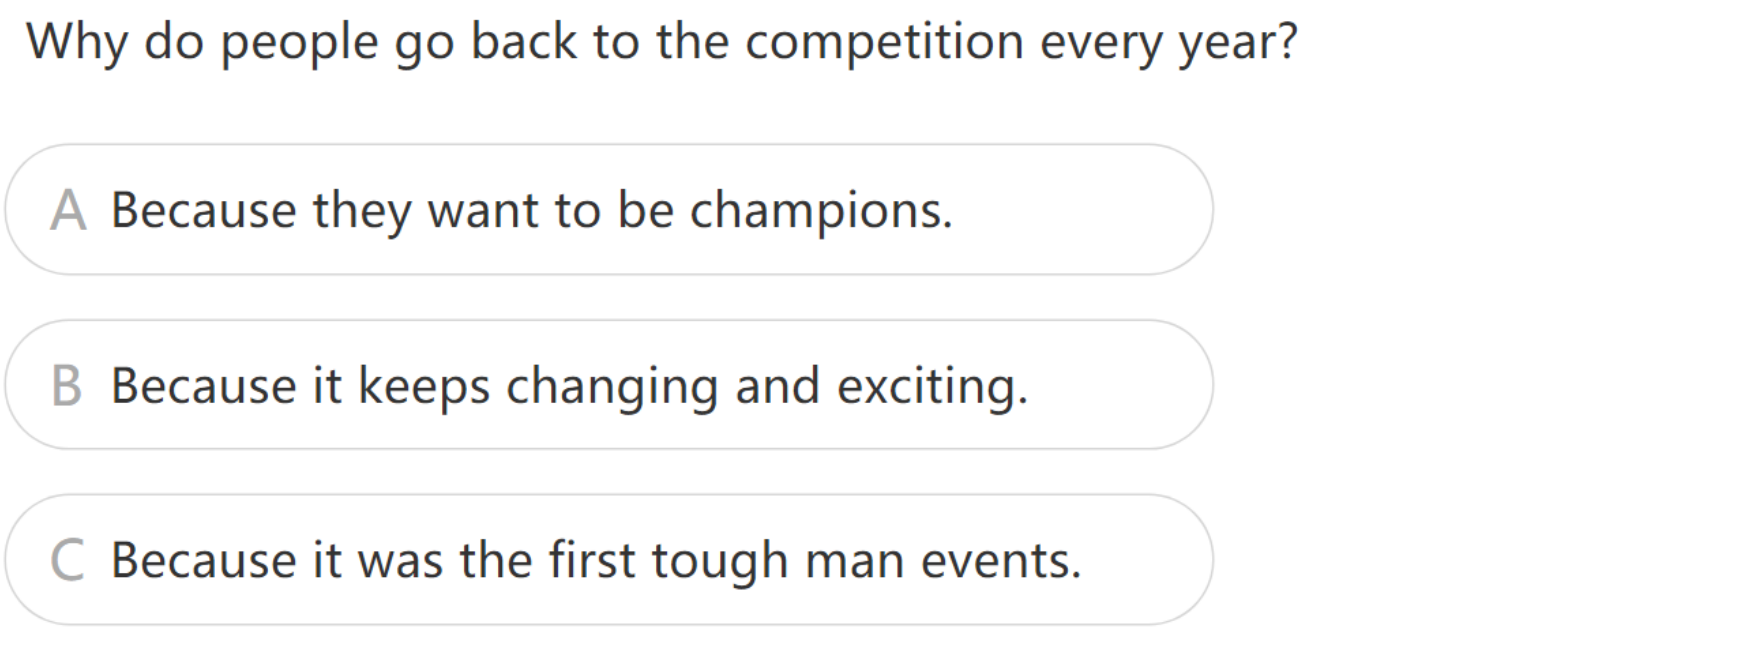 Why do people go back to the competition every year?
A Because they want to be champions.
B Because it keeps changing and exciting.
C Because it was the first tough man events.